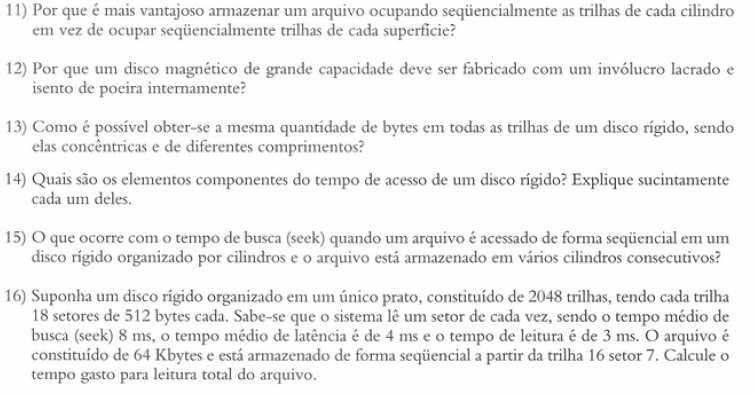 11) Por que é mais vantajoso armazenar um arquivo ocupando seqüencialmente as trilhas de cada cilindro
em vez de ocupar seqüencialmente trilhas de cada superfície?
12) Por que um disco magnético de grande capacidade deve ser fabricado com um invólucro lacrado e
isento de poeira internamente?
13) Como é possível obter-se a mesma quantidade de bytes em todas as trilhas de um disco rígido, sendo
elas concêntricas e de diferentes comprimentos?
14) Quais são os elementos componentes do tempo de acesso de um disco rígido? Explique sucintamente
cada um deles.
15) O que ocorre com o tempo de busca (seek) quando um arquivo é acessado de forma seqüencial em um
disco rígido organizado por cilindros e o arquivo está armazenado em vários cilindros consecutivos?
16) Suponha um disco rígido organizado em um único prato, constituído de 2048 trilhas, tendo cada trilha
18 setores de 512 bytes cada. Sabe-se que o sistema lê um setor de cada vez, sendo o tempo médio de
busca (seek) 8 ms, o tempo médio de latência é de 4 ms e o tempo de leitura é de 3 ms. O arquivo é
constituído de 64 Kbytes e está armazenado de forma seqüencial a partir da trilha 16 setor 7. Calcule o
tempo gasto para leitura total do arquivo.